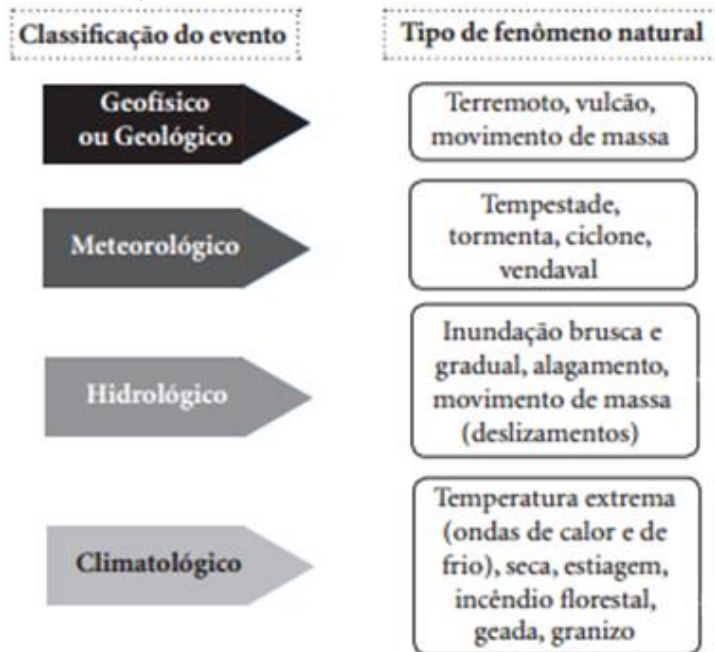 Classificação do evento
Tipo de fenômeno natural
Geofísico
ou Geológico
Terremoto, vulcão,
movimento de massa
Meteorológico
Tempestade,
tormenta, ciclone,
vendaval
Hidrológico
Inundação brusca e
gradual, alagamento,
movimento de massa
(deslizamentos)
Climatológico
Temperatura extrema
(ondas de calor e de
frio), seca, estiagem,
incêndio florestal,
geada, granizo